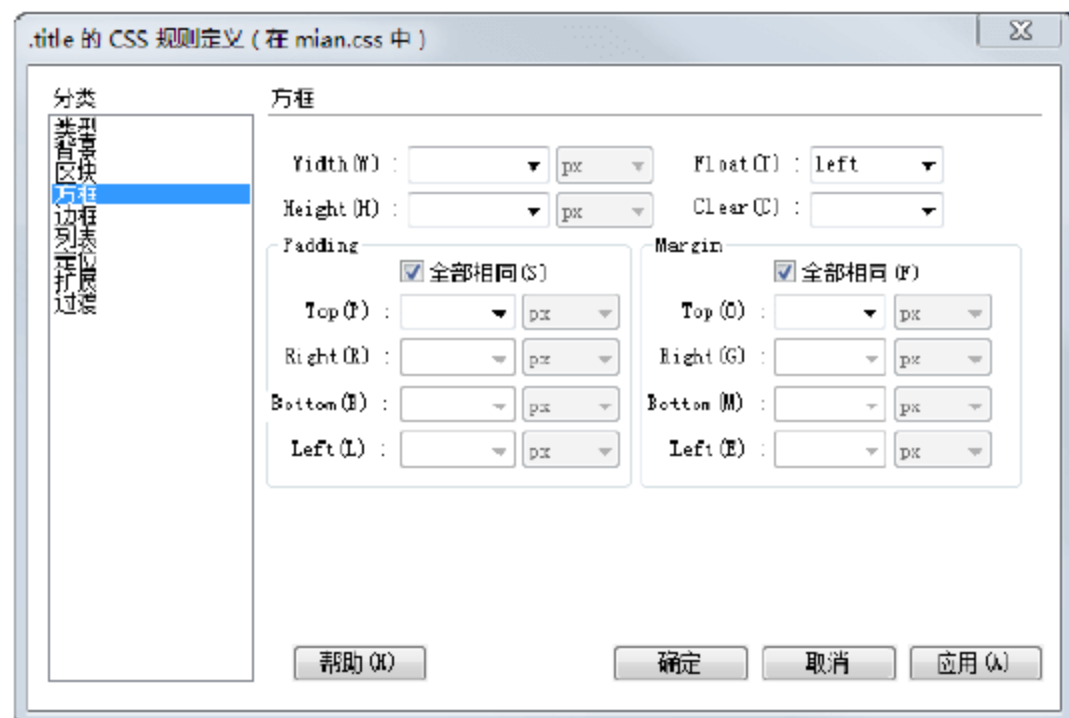 .title 的 CSS 规则定义 ( 在 mian.css 中 )
分类
类型
背景
区块
方框
边框
列表
定位
扩展
过渡
方框
Width(W) : px Float(T) : left
Height(H) : px Clear(C) :
Padding Margin
全部相同(S) 全部相同(F)
Top(P) : px Top(O) : px
Right(R) : px Right(G) : px
Bottom(B) : px Bottom(M) : px
Left(L) : px Left(E) : px
帮助(H) 确定 取消 应用(A)